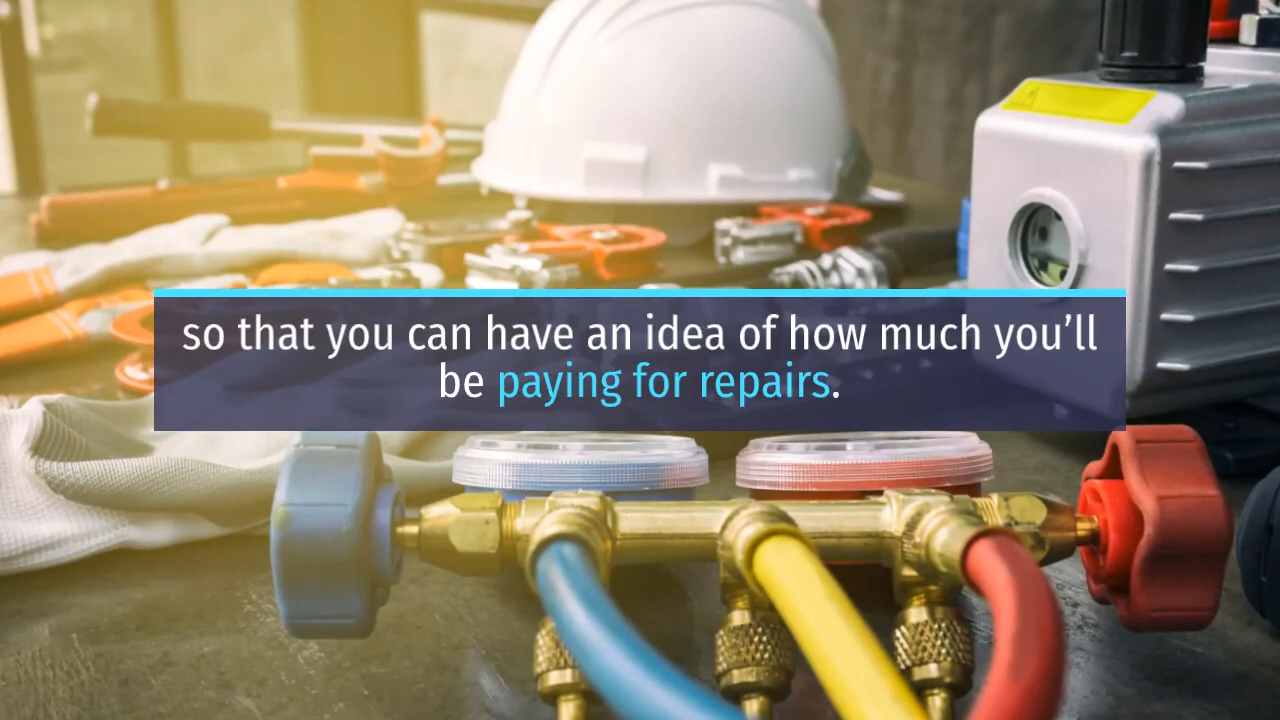 so that you can have an idea of how much you’ll
be paying for repairs.